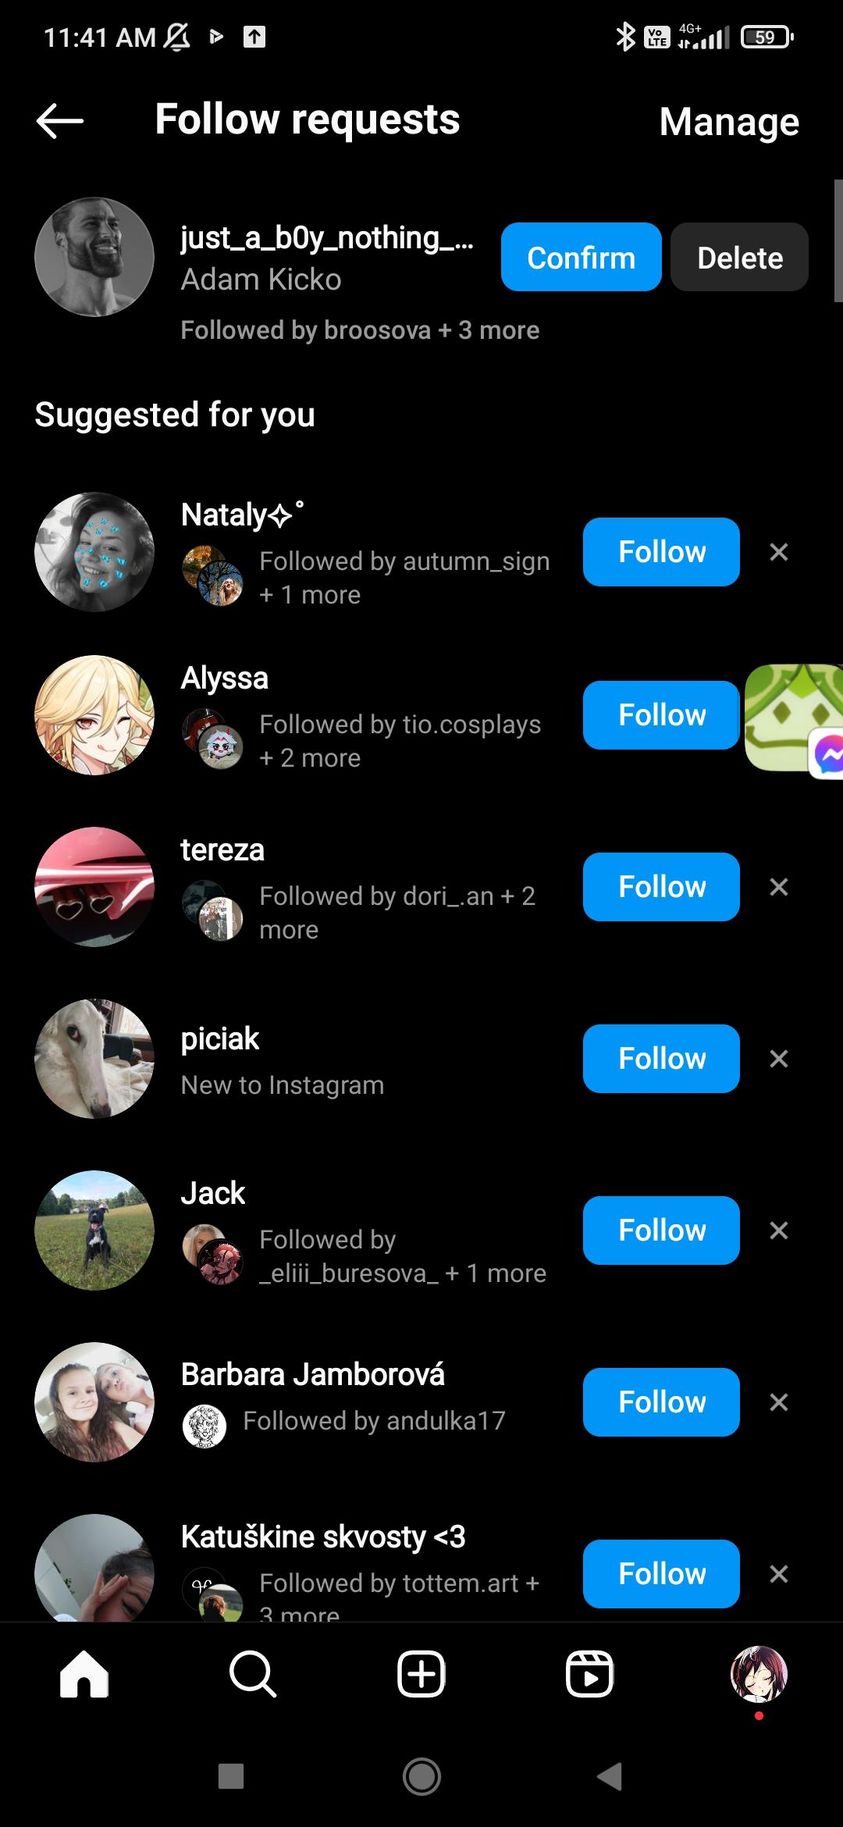 11:41 AM
Vo LTE 4G+ 59
Follow requests Manage
just_a_b0y_nothing_... Confirm Delete
Adam Kicko
Followed by broosova + 3 more
Suggested for you
Nataly✧˚ Follow
Followed by autumn_sign
+ 1 more
Alyssa Follow
Followed by tio.cosplays
+ 2 more
tereza Follow
Followed by dori_.an + 2
more
piciak Follow
New to Instagram
Jack Follow
Followed by
_eliii_buresova_ + 1 more
Barbara Jamborová Follow
Followed by andulka17
Katuškine skvosty <3 Follow
Followed by tottem.art +
3 more